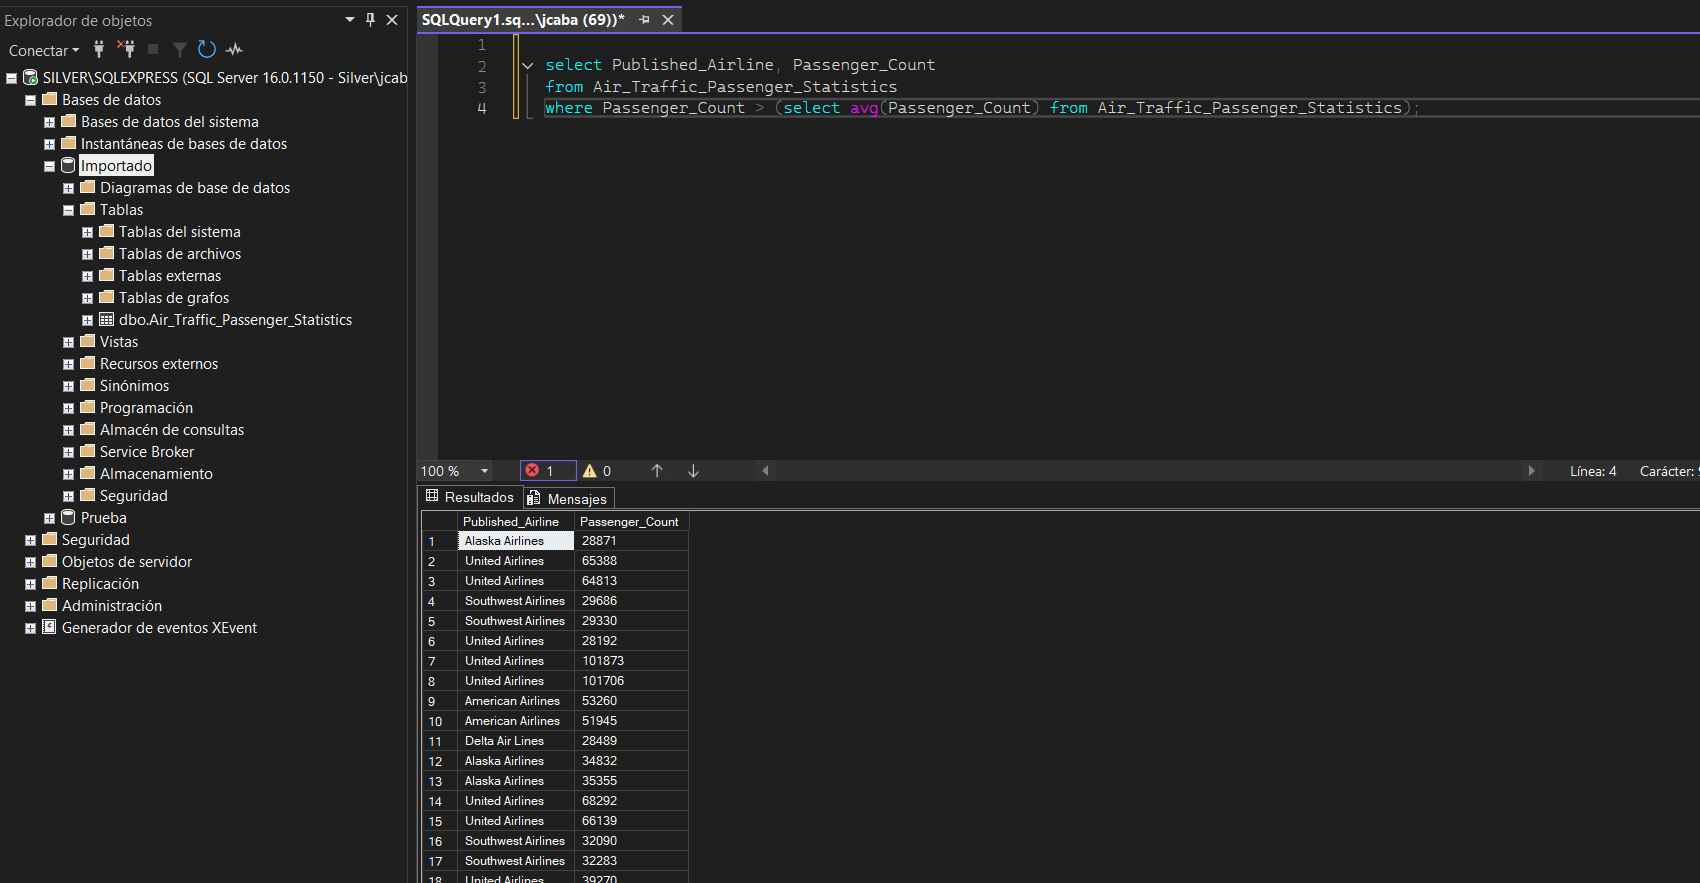 Explorador de objetos
Conectar
SILVER\SQLEXPRESS (SQL Server 16.0.1150 - Silver\jcab
Bases de datos
Bases de datos del sistema
Instantáneas de bases de datos
Importado
Diagramas de base de datos
Tablas
Tablas del sistema
Tablas de archivos
Tablas externas
Tablas de grafos
dbo.Air_Traffic_Passenger_Statistics
Vistas
Recursos externos
Sinónimos
Programación
Almacén de consultas
Service Broker
Almacenamiento
Seguridad
Prueba
Seguridad
Objetos de servidor
Replicación
Administración
Generador de eventos XEvent
SQLQuery1.sq...\jcaba (69))*
1
2 select Published_Airline, Passenger_Count
3 from Air_Traffic_Passenger_Statistics
4 where Passenger_Count > (select avg(Passenger_Count) from Air_Traffic_Passenger_Statistics);
100 % 1 0 Línea: 4 Carácter:
Resultados Mensajes
Published_Airline Passenger_Count
1 Alaska Airlines 28871
2 United Airlines 65388
3 United Airlines 64813
4 Southwest Airlines 29686
5 Southwest Airlines 29330
6 United Airlines 28192
7 United Airlines 101873
8 United Airlines 101706
9 American Airlines 53260
10 American Airlines 51945
11 Delta Air Lines 28489
12 Alaska Airlines 34832
13 Alaska Airlines 35355
14 United Airlines 68292
15 United Airlines 66139
16 Southwest Airlines 32090
17 Southwest Airlines 32283
18 United Airlines 39270